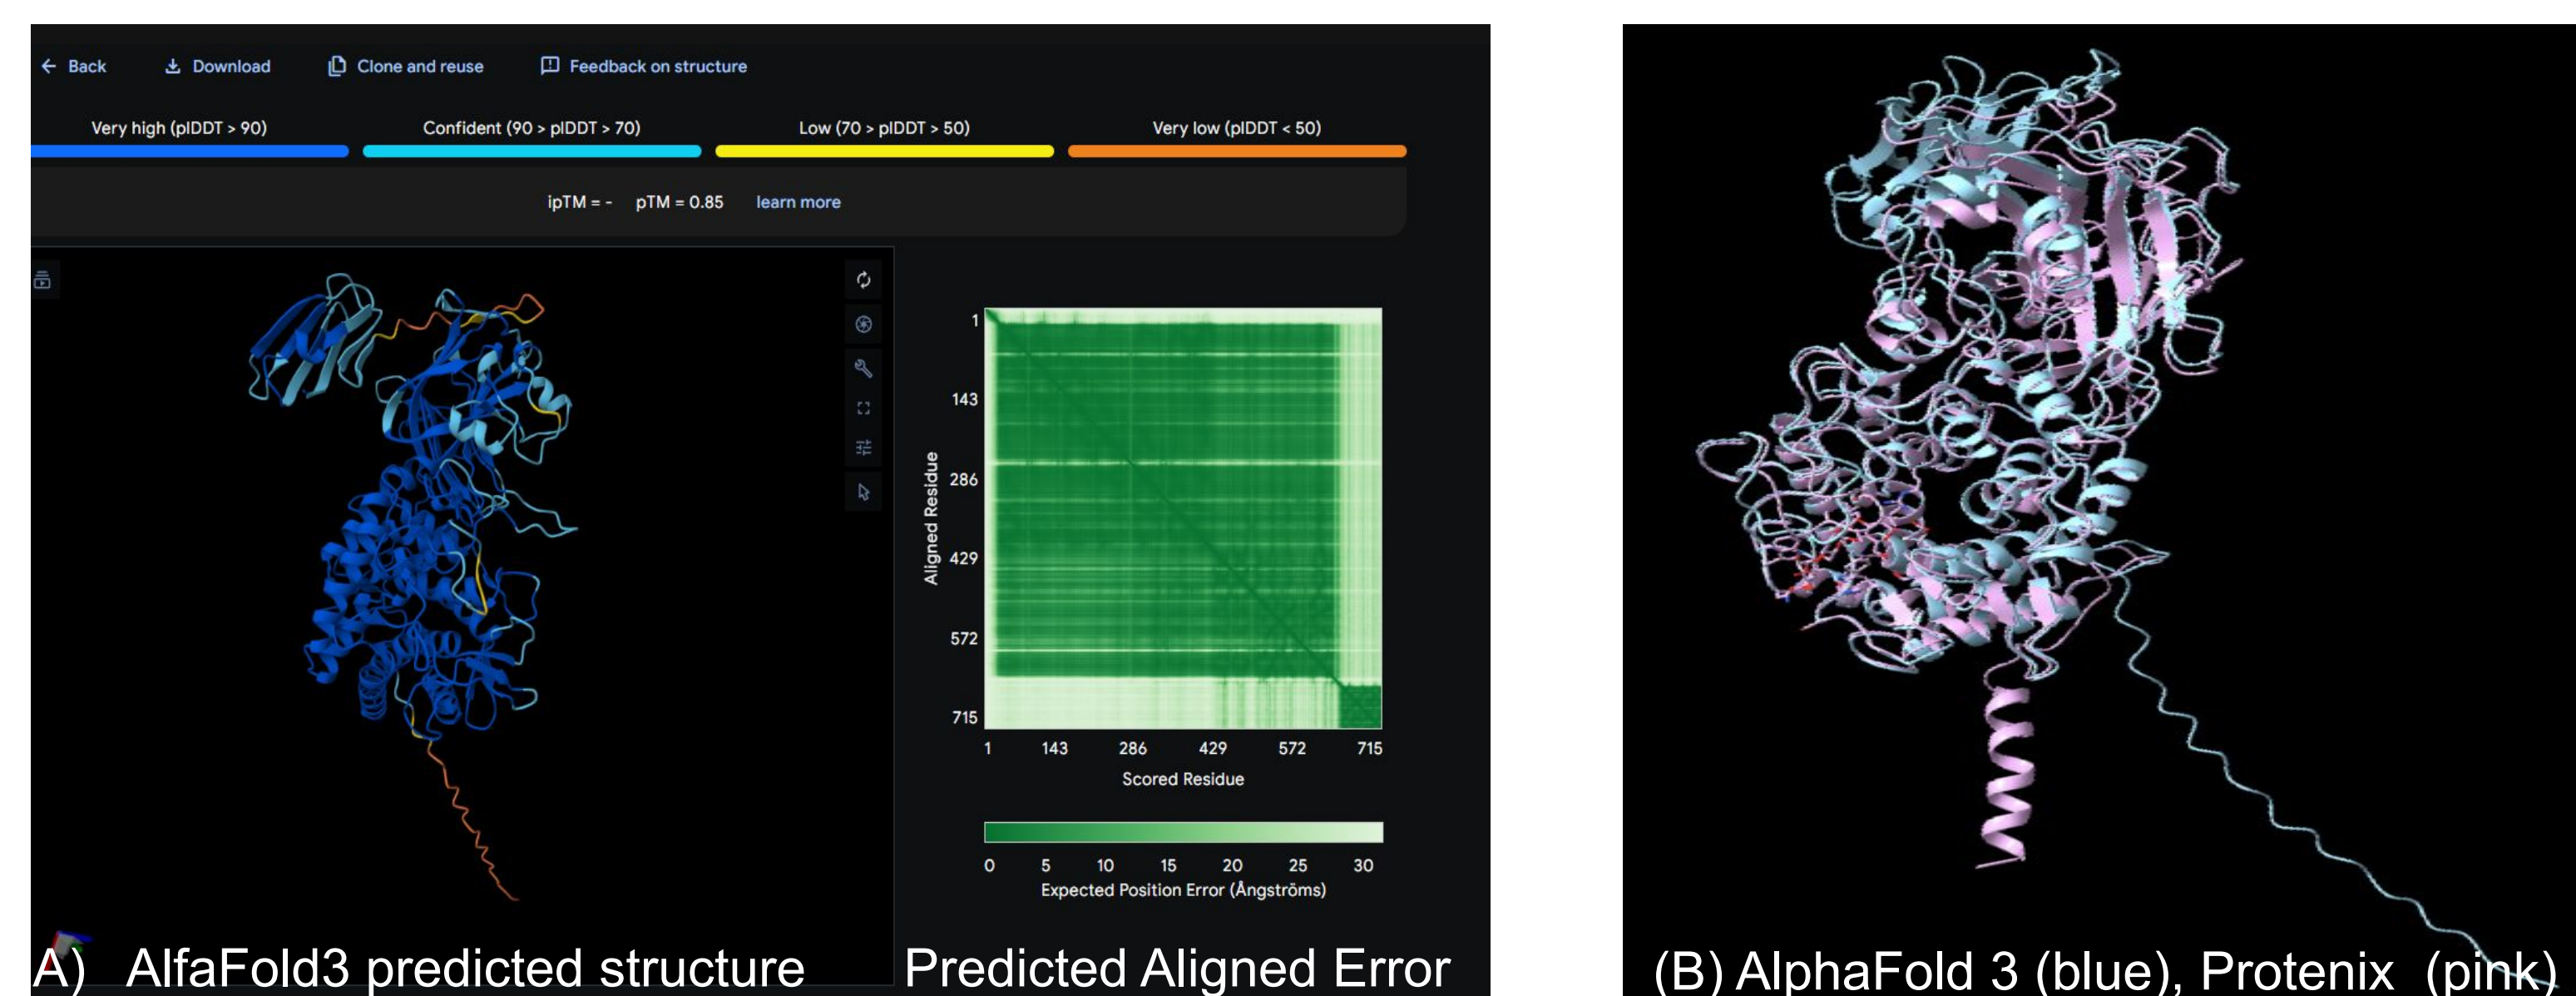 Back Download Clone and reuse Feedback on structure
Very high (plDDT > 90) Confident (90 > plDDT > 70) Low (70 > plDDT > 50) Very low (plDDT < 50)
ipTM = - pTM = 0.85 learn more
1
143
286
429
572
715
Aligned Residue
1 143 286 429 572 715
Scored Residue
0 5 10 15 20 25 30
Expected Position Error (Ångströms)
A) AlfaFold3 predicted structure Predicted Aligned Error
(B) AlphaFold 3 (blue), Protenix (pink)